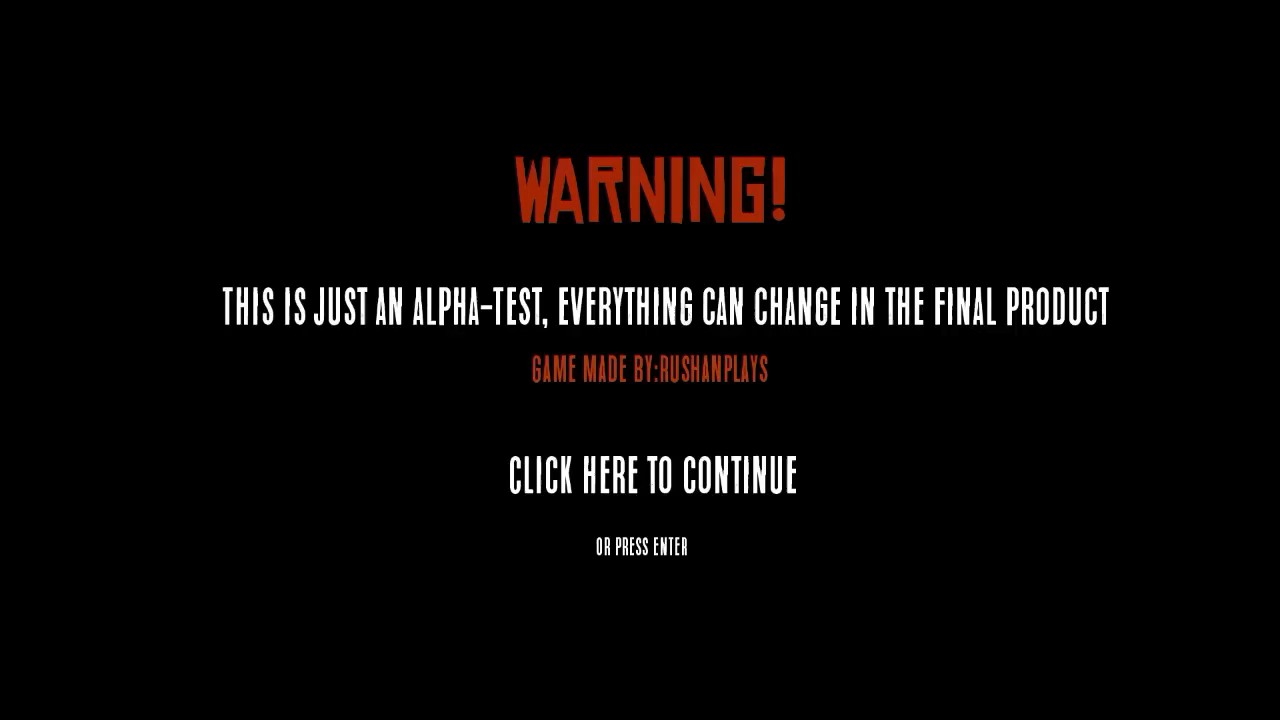 WARNING!
THIS IS JUST AN ALPHA-TEST, EVERYTHING CAN CHANGE IN THE FINAL PRODUCT
GAME MADE BY:RUSHANPLAYS
CLICK HERE TO CONTINUE
OR PRESS ENTER